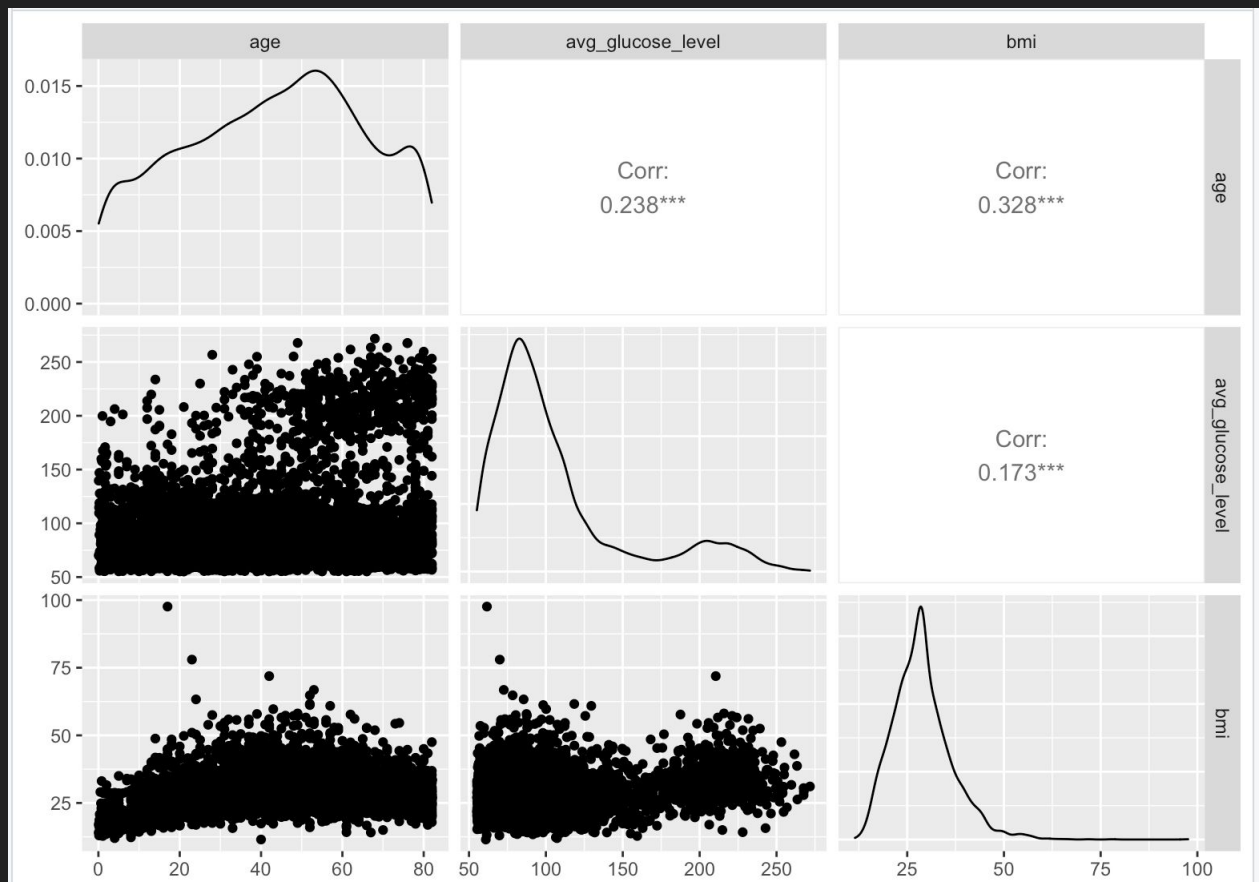 age
avg_glucose_level
bmi
0.015
0.010
0.005
0.000
Corr:
0.238***
Corr:
0.328***
age
250
200
150
100
50
Corr:
0.173***
avg_glucose_level
100
75
50
25
bmi
0 20 40 60 80
50 100 150 200 250
25 50 75 100